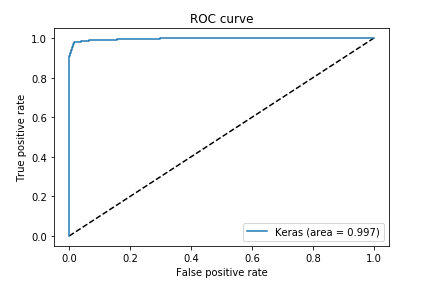 ROC curve
1.0
0.8
0.6
0.4
0.2
0.0
True positive rate
Keras (area = 0.997)
0.0 0.2 0.4 0.6 0.8 1.0
False positive rate